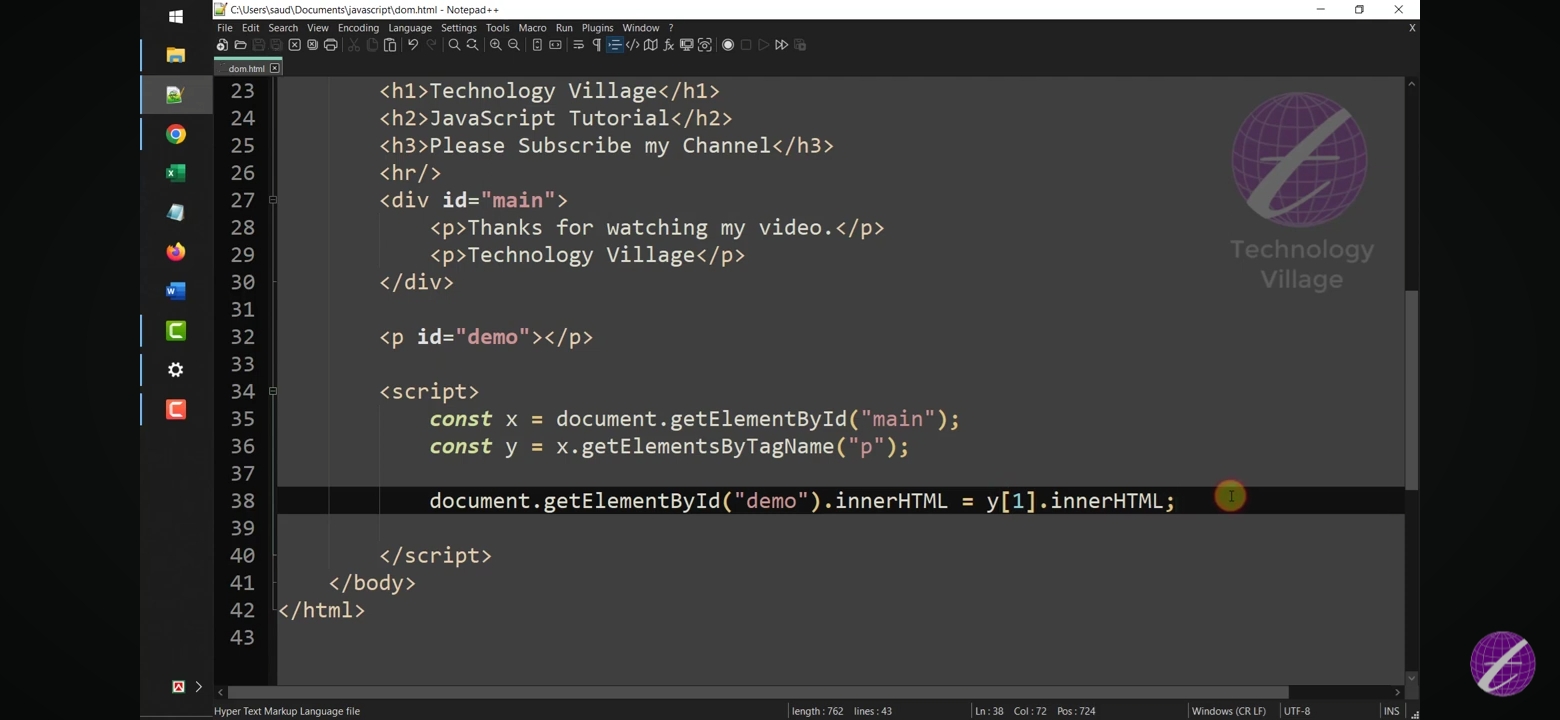 C:\Users\saud\Documents\javascript\dom.html - Notepad++
File Edit Search View Encoding Language Settings Tools Macro Run Plugins Window ? X
dom.html
23 <h1>Technology Village</h1>
24 <h2>JavaScript Tutorial</h2>
25 <h3>Please Subscribe my Channel</h3>
26 <hr/>
27 <div id="main">
28 <p>Thanks for watching my video.</p>
29 <p>Technology Village</p>
30 </div>
31
32 <p id="demo"></p>
33
34 <script>
35 const x = document.getElementById("main");
36 const y = x.getElementsByTagName("p");
37
38 document.getElementById("demo").innerHTML = y[1].innerHTML;
39
40 </script>
41 </body>
42 </html>
43
Technology
Village
Hyper Text Markup Language file length : 762 lines : 43 Ln : 38 Col : 72 Pos : 724 Windows (CR LF) UTF-8 INS